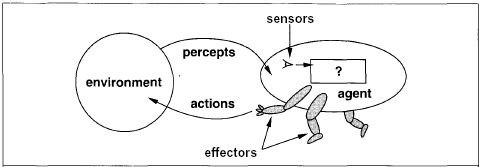 sensors
percepts
?
environment
agent
actions
effectors